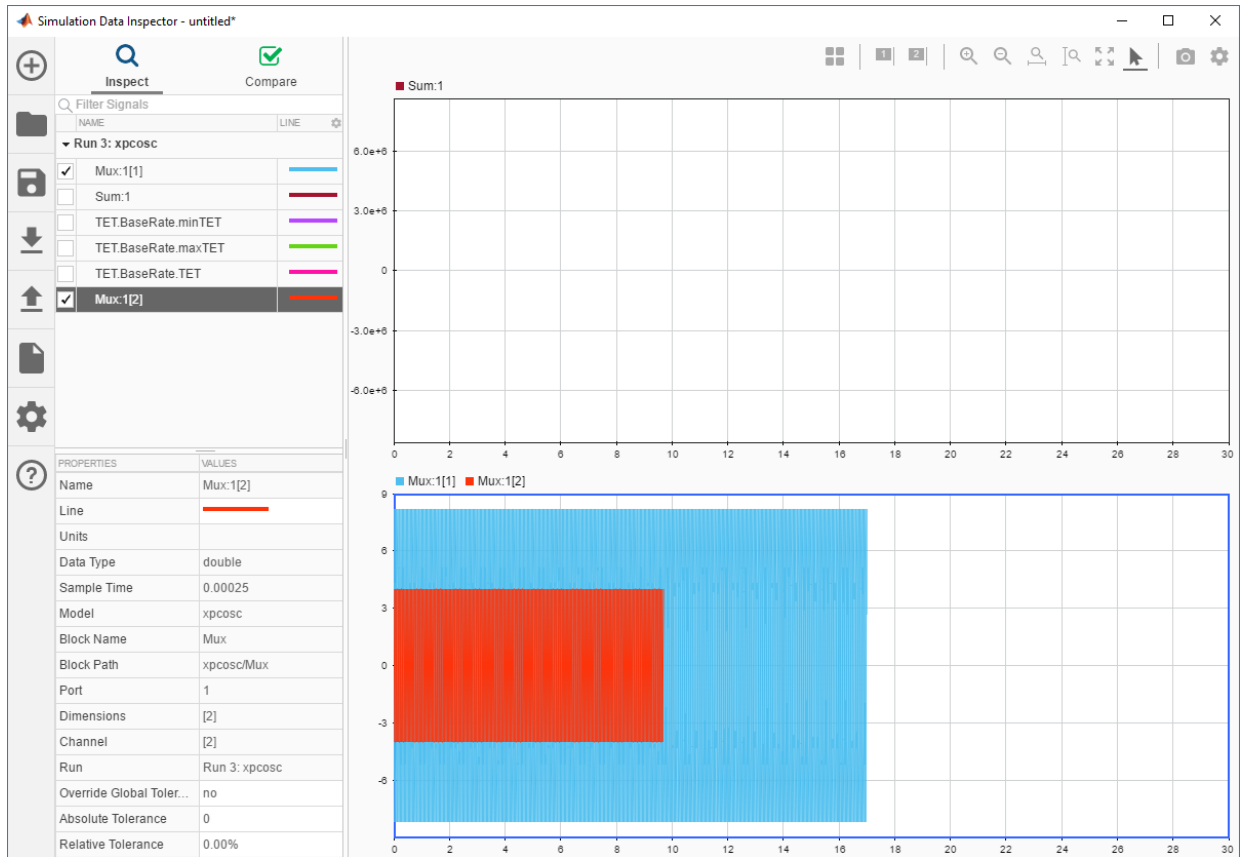 Simulation Data Inspector - untitled*
Inspect
Compare
Filter Signals
NAME LINE
Run 3: xpcosc
Mux:1[1]
Sum:1
TET.BaseRate.minTET
TET.BaseRate.maxTET
TET.BaseRate.TET
Mux:1[2]
PROPERTIES VALUES
Name Mux:1[2]
Line
Units
Data Type double
Sample Time 0.00025
Model xpcosc
Block Name Mux
Block Path xpcosc/Mux
Port 1
Dimensions [2]
Channel [2]
Run Run 3: xpcosc
Override Global Toler... no
Absolute Tolerance 0
Relative Tolerance 0.00%
1 2
Sum:1
6.0e+6
3.0e+6
0
-3.0e+6
-6.0e+6
0 2 4 6 8 10 12 14 16 18 20 22 24 26 28 30
Mux:1[1] Mux:1[2]
9
6
3
0
-3
-6
0 2 4 6 8 10 12 14 16 18 20 22 24 26 28 30